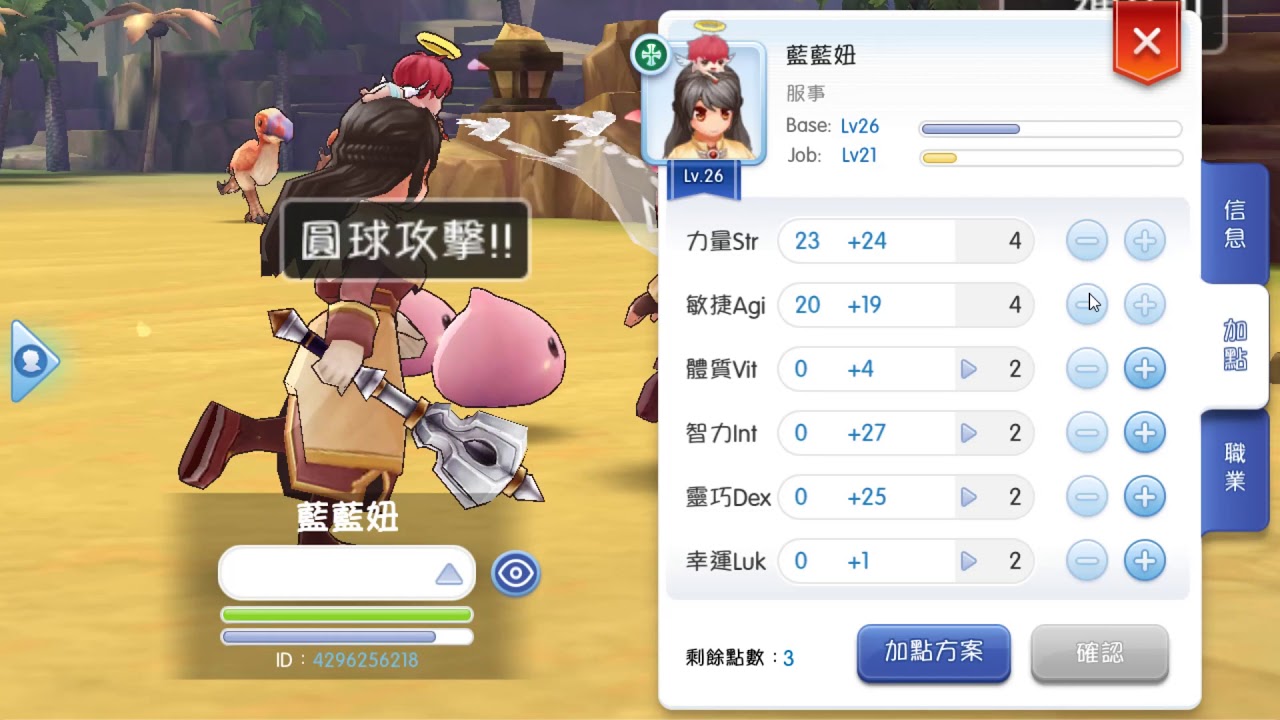 藍藍妞
服事
Base: Lv26
Job: Lv21
Lv.26
圓球攻擊!!
力量Str 23 +24 4
敏捷Agi 20 +19 4
體質Vit 0 +4 2
智力Int 0 +27 2
靈巧Dex 0 +25 2
幸運Luk 0 +1 2
剩餘點數：3
加點方案
確認
信息
加點
職業
藍藍妞
ID：4296256218